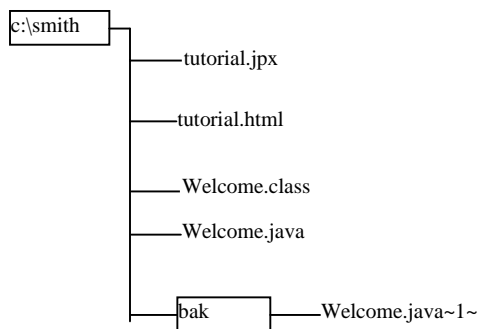 c:\smith
tutorial.jpx
tutorial.html
Welcome.class
Welcome.java
bak
Welcome.java~1~